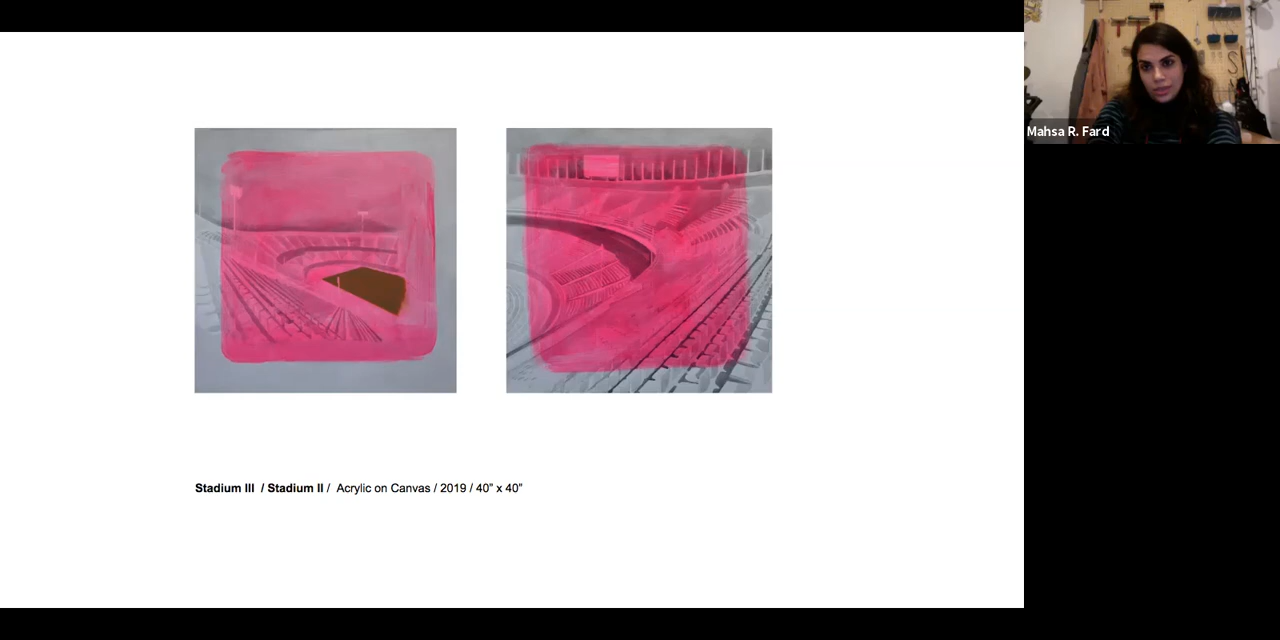 Mahsa R. Fard
Stadium III / Stadium II / Acrylic on Canvas / 2019 / 40” x 40”